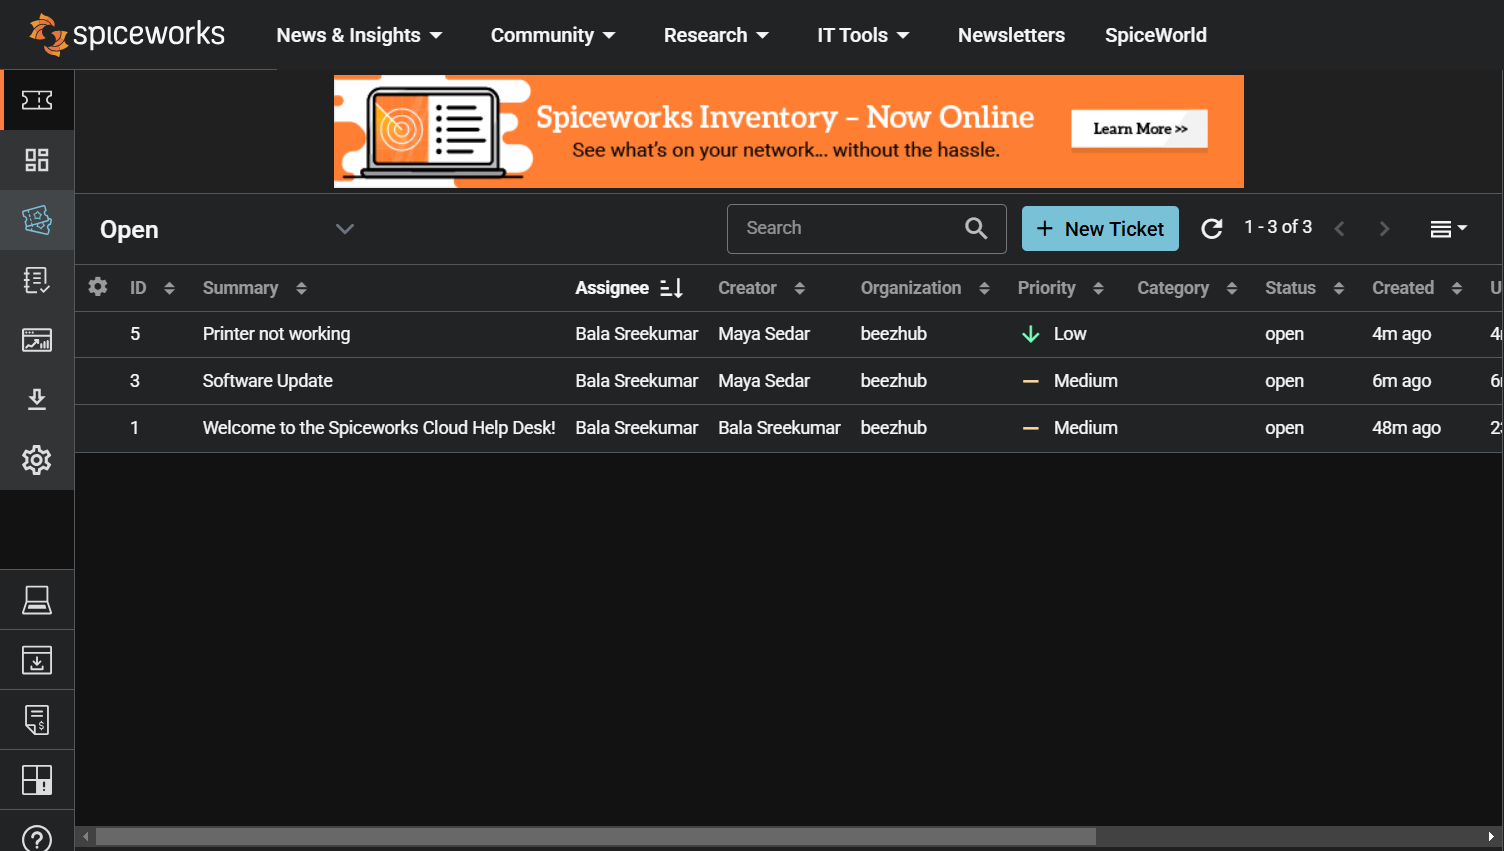 spiceworks
News & Insights Community Research IT Tools Newsletters SpiceWorld
Spiceworks Inventory – Now Online
See what's on your network... without the hassle.
Learn More >>
Open
Search
+ New Ticket
1 - 3 of 3
ID Summary Assignee Creator Organization Priority Category Status Created
5 Printer not working Bala Sreekumar Maya Sedar beezhub Low open 4m ago
3 Software Update Bala Sreekumar Maya Sedar beezhub Medium open 6m ago
1 Welcome to the Spiceworks Cloud Help Desk! Bala Sreekumar Bala Sreekumar beezhub Medium open 48m ago